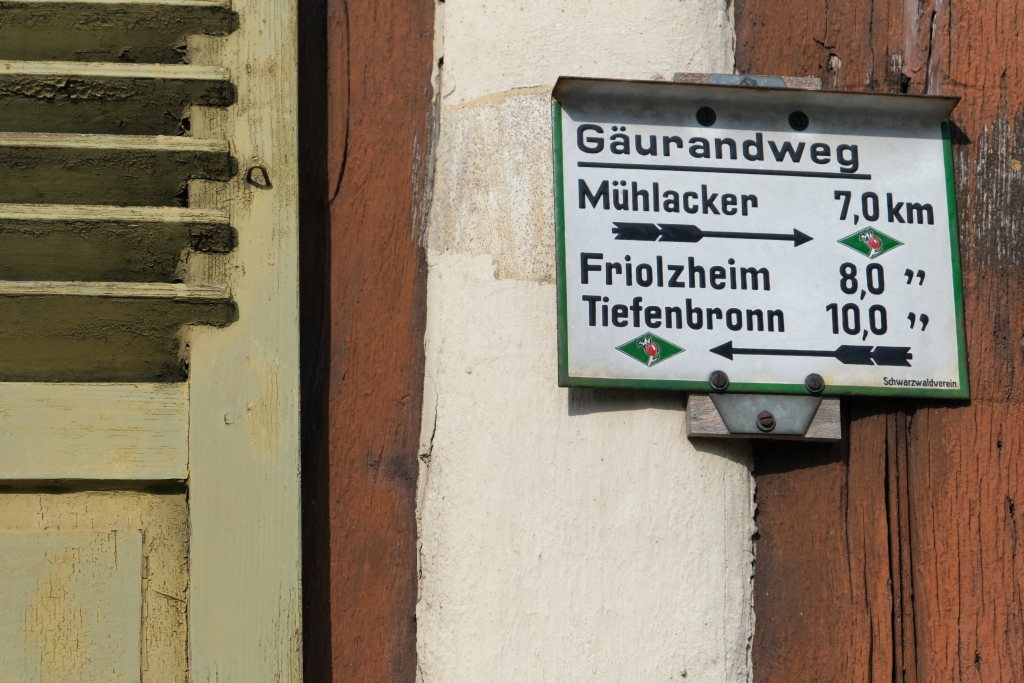 Gäurandweg
Mühlacker 7,0 km
Friolzheim 8,0 ”
Tiefenbronn 10,0 ”
Schwarzwaldverein